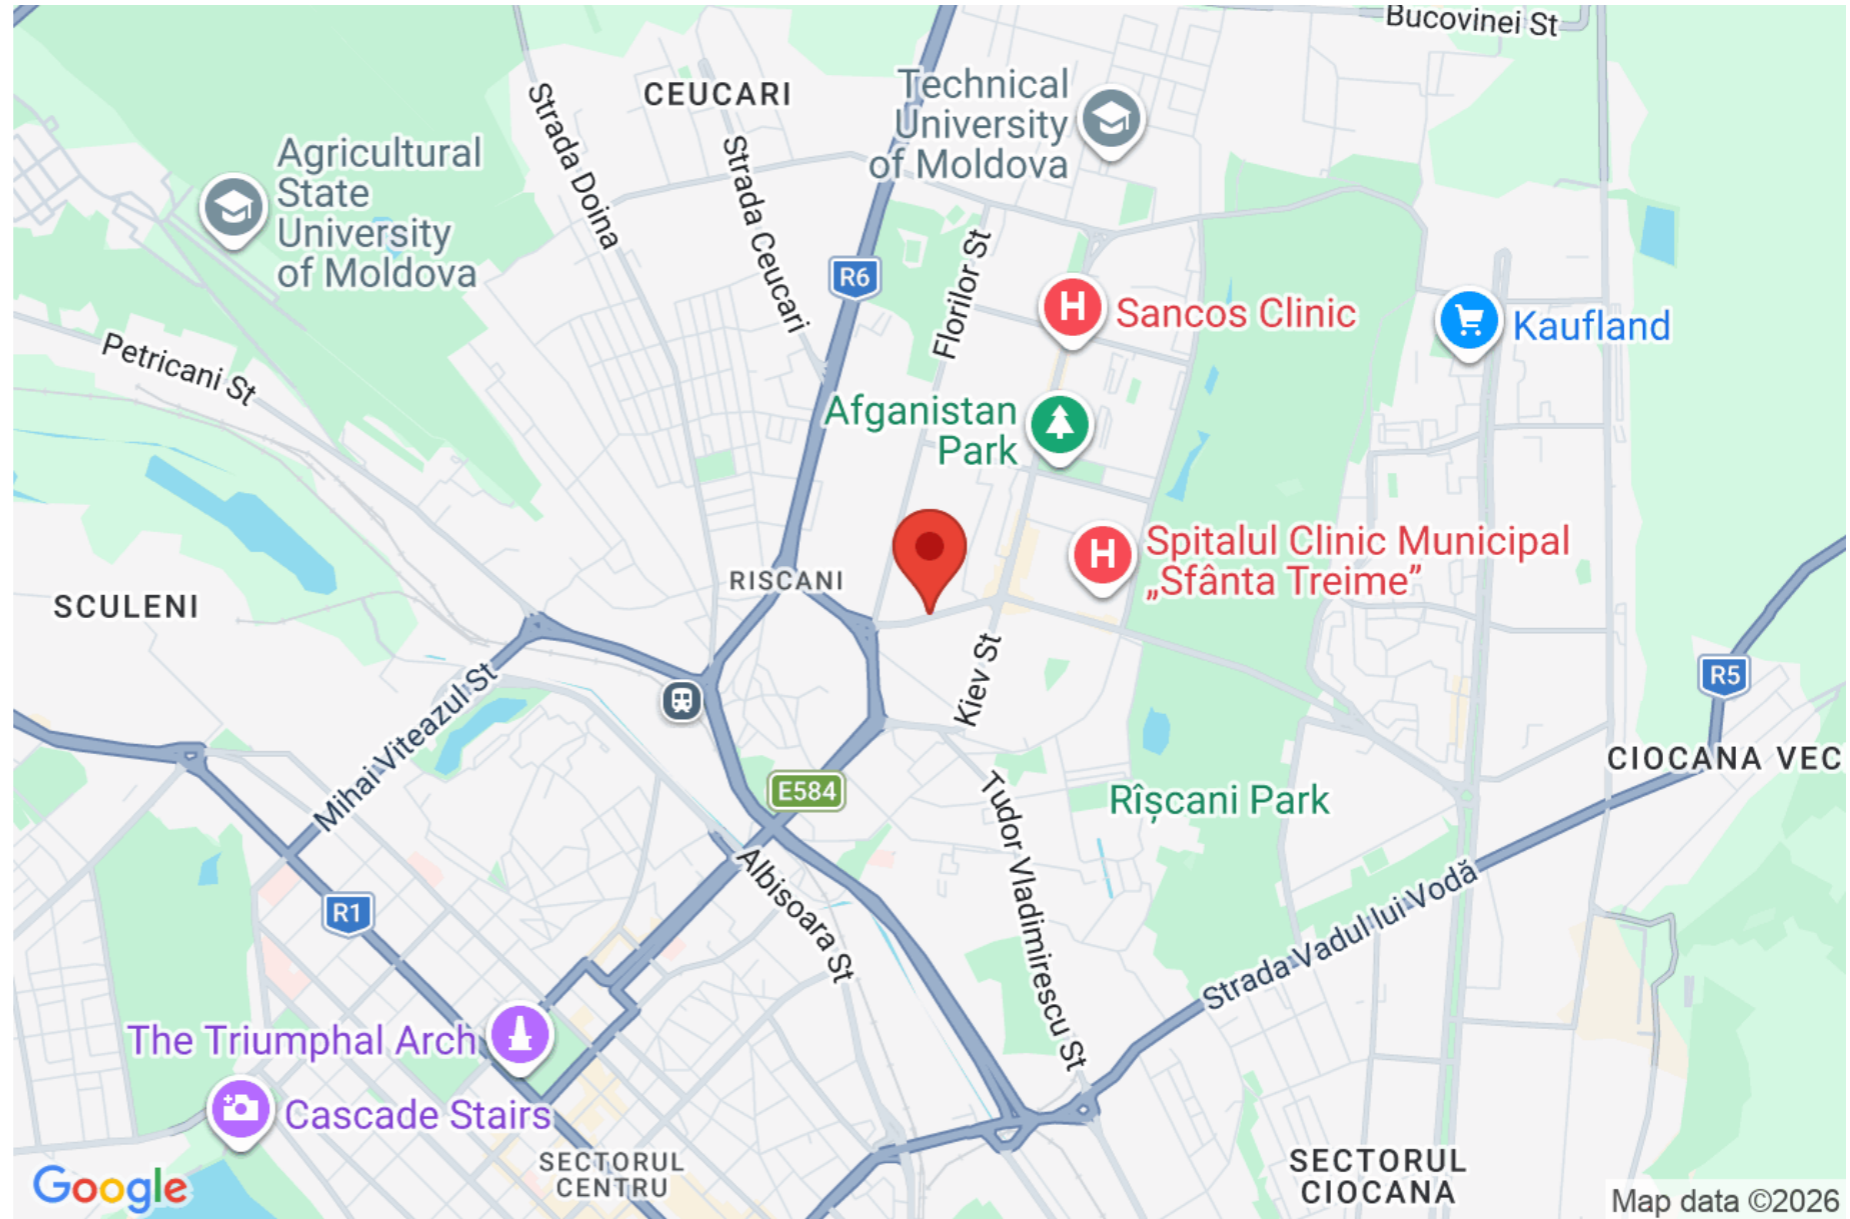 Bucovinei St
CEUCARI
Technical
University
of Moldova
Strada Doina
Strada Ceucari
Agricultural
State
University
of Moldova
R6
Florilor St
Sancos Clinic
Kaufland
Petricani St
Afganistan
Park
Spitalul Clinic Municipal
„Sfânta Treime”
RISCANI
SCULENI
Kiev St
R5
Mihai Viteazul St
CIOCANA VEC
E584
Rîșcani Park
Tudor Vladimirescu St
Albisoara St
R1
Strada Vadul lui Vodă
The Triumphal Arch
Cascade Stairs
SECTORUL
CENTRU
SECTORUL
CIOCANA
Google
Map data ©2026